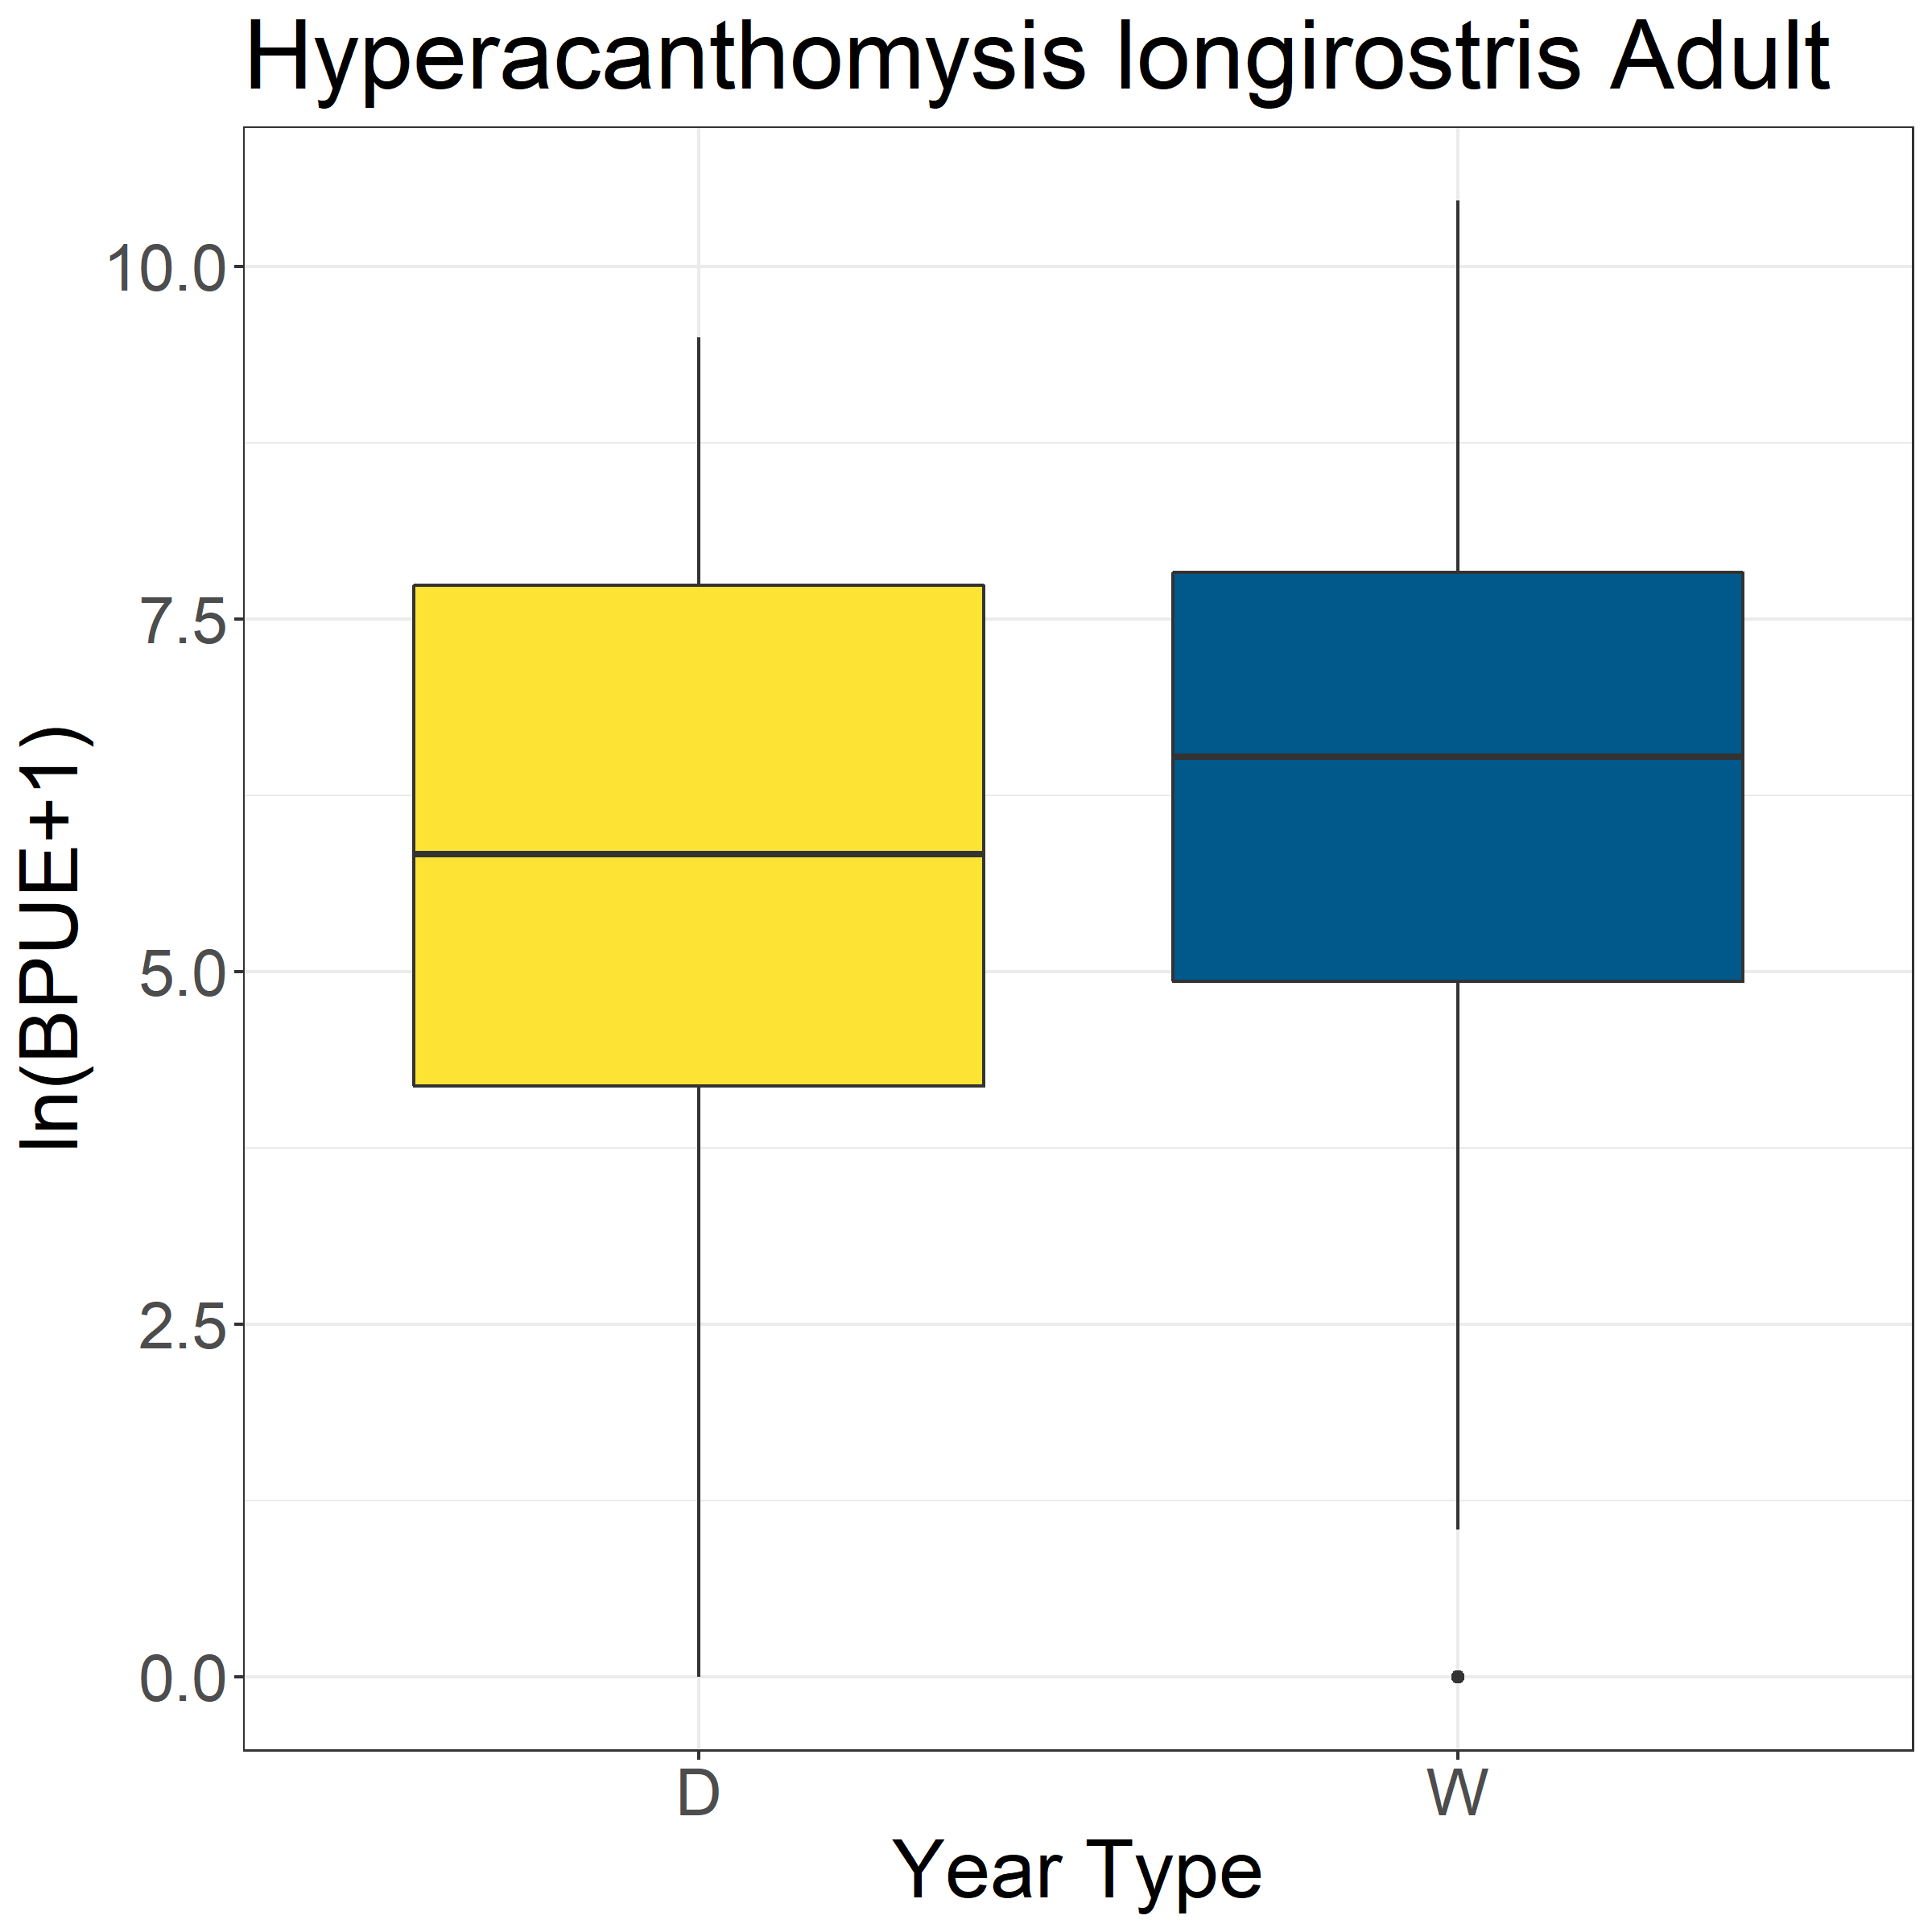 Hyperacanthomysis longirostris Adult
ln(BPUE+1)
10.0
7.5
5.0
2.5
0.0
D W
Year Type